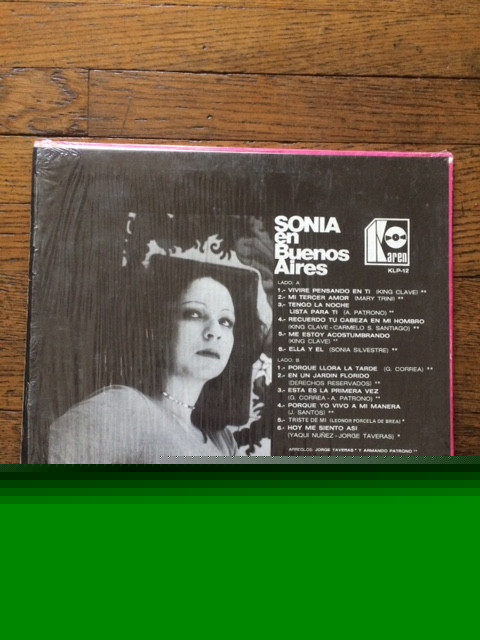 SONIA
en
Buenos
Aires
Karen
KLP-12
LADO: A
1.- VIVIRE PENSANDO EN TI (KING CLAVE) **
2.- MI TERCER AMOR (MARY TRINI) **
3.- TENGO LA NOCHE
LISTA PARA TI (A. PATRONO) **
4.- RECUERDO TU CABEZA EN MI HOMBRO
(KING CLAVE - CARMELO S. SANTIAGO) **
5.- ME ESTOY ACOSTUMBRANDO
(KING CLAVE) *
6.- ELLA Y EL (SONIA SILVESTRE) **
LADO: B
1.- PORQUE LLORA LA TARDE (G. CORREA) **
2.- EN UN JARDIN FLORIDO
(DERECHOS RESERVADOS) **
3.- ESTA ES LA PRIMERA VEZ
(G. CORREA - A. PATRONO) **
4.- PORQUE YO VIVO A MI MANERA
(J. SANTOS) **
5.- TRISTE DE MI (LEONOR PORCELA DE BREA) *
6.- HOY ME SIENTO ASI
(YAQUI NUÑEZ - JORGE TAVERAS) *
ARREGLOS: JORGE TAVERAS * Y ARMANDO PATRONO **